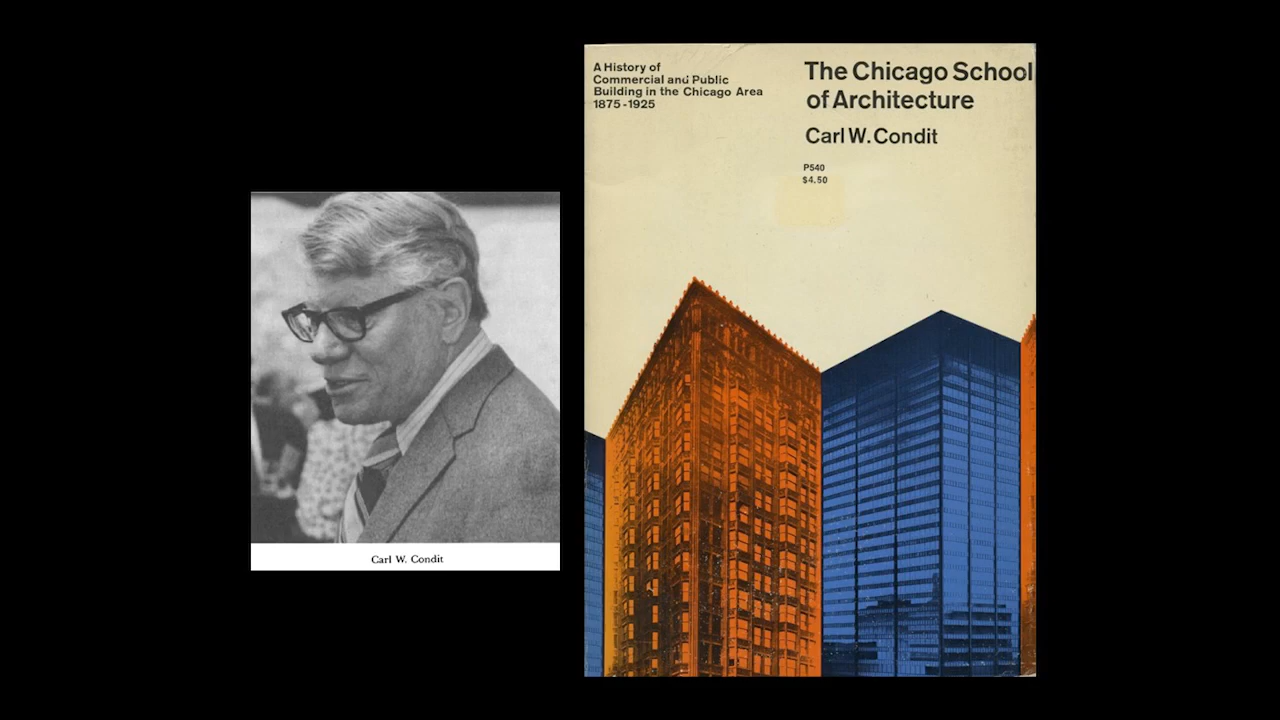 A History of
Commercial and Public
Building in the Chicago Area
1875-1925
The Chicago School
of Architecture
Carl W. Condit
P540
$4.50
Carl W. Condit